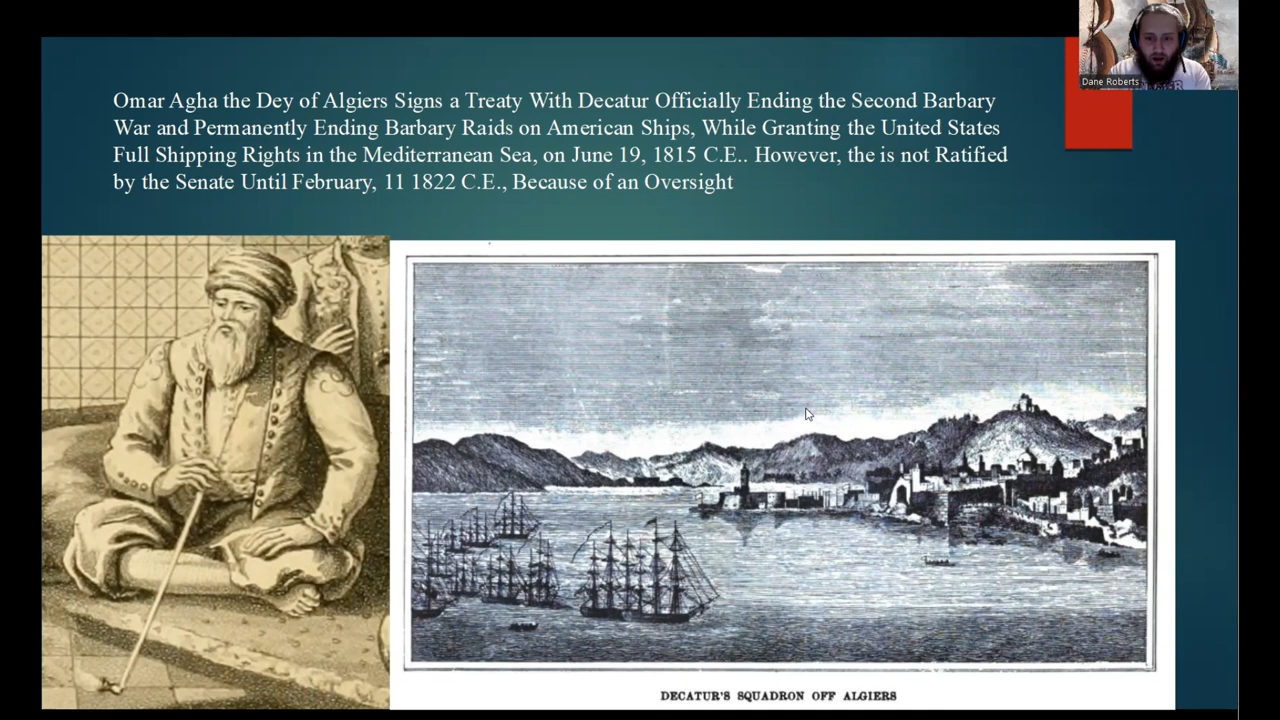 Dane Roberts
Omar Agha the Dey of Algiers Signs a Treaty With Decatur Officially Ending the Second Barbary
War and Permanently Ending Barbary Raids on American Ships, While Granting the United States
Full Shipping Rights in the Mediterranean Sea, on June 19, 1815 C.E.. However, the is not Ratified
by the Senate Until February, 11 1822 C.E., Because of an Oversight
DECATUR'S SQUADRON OFF ALGIERS